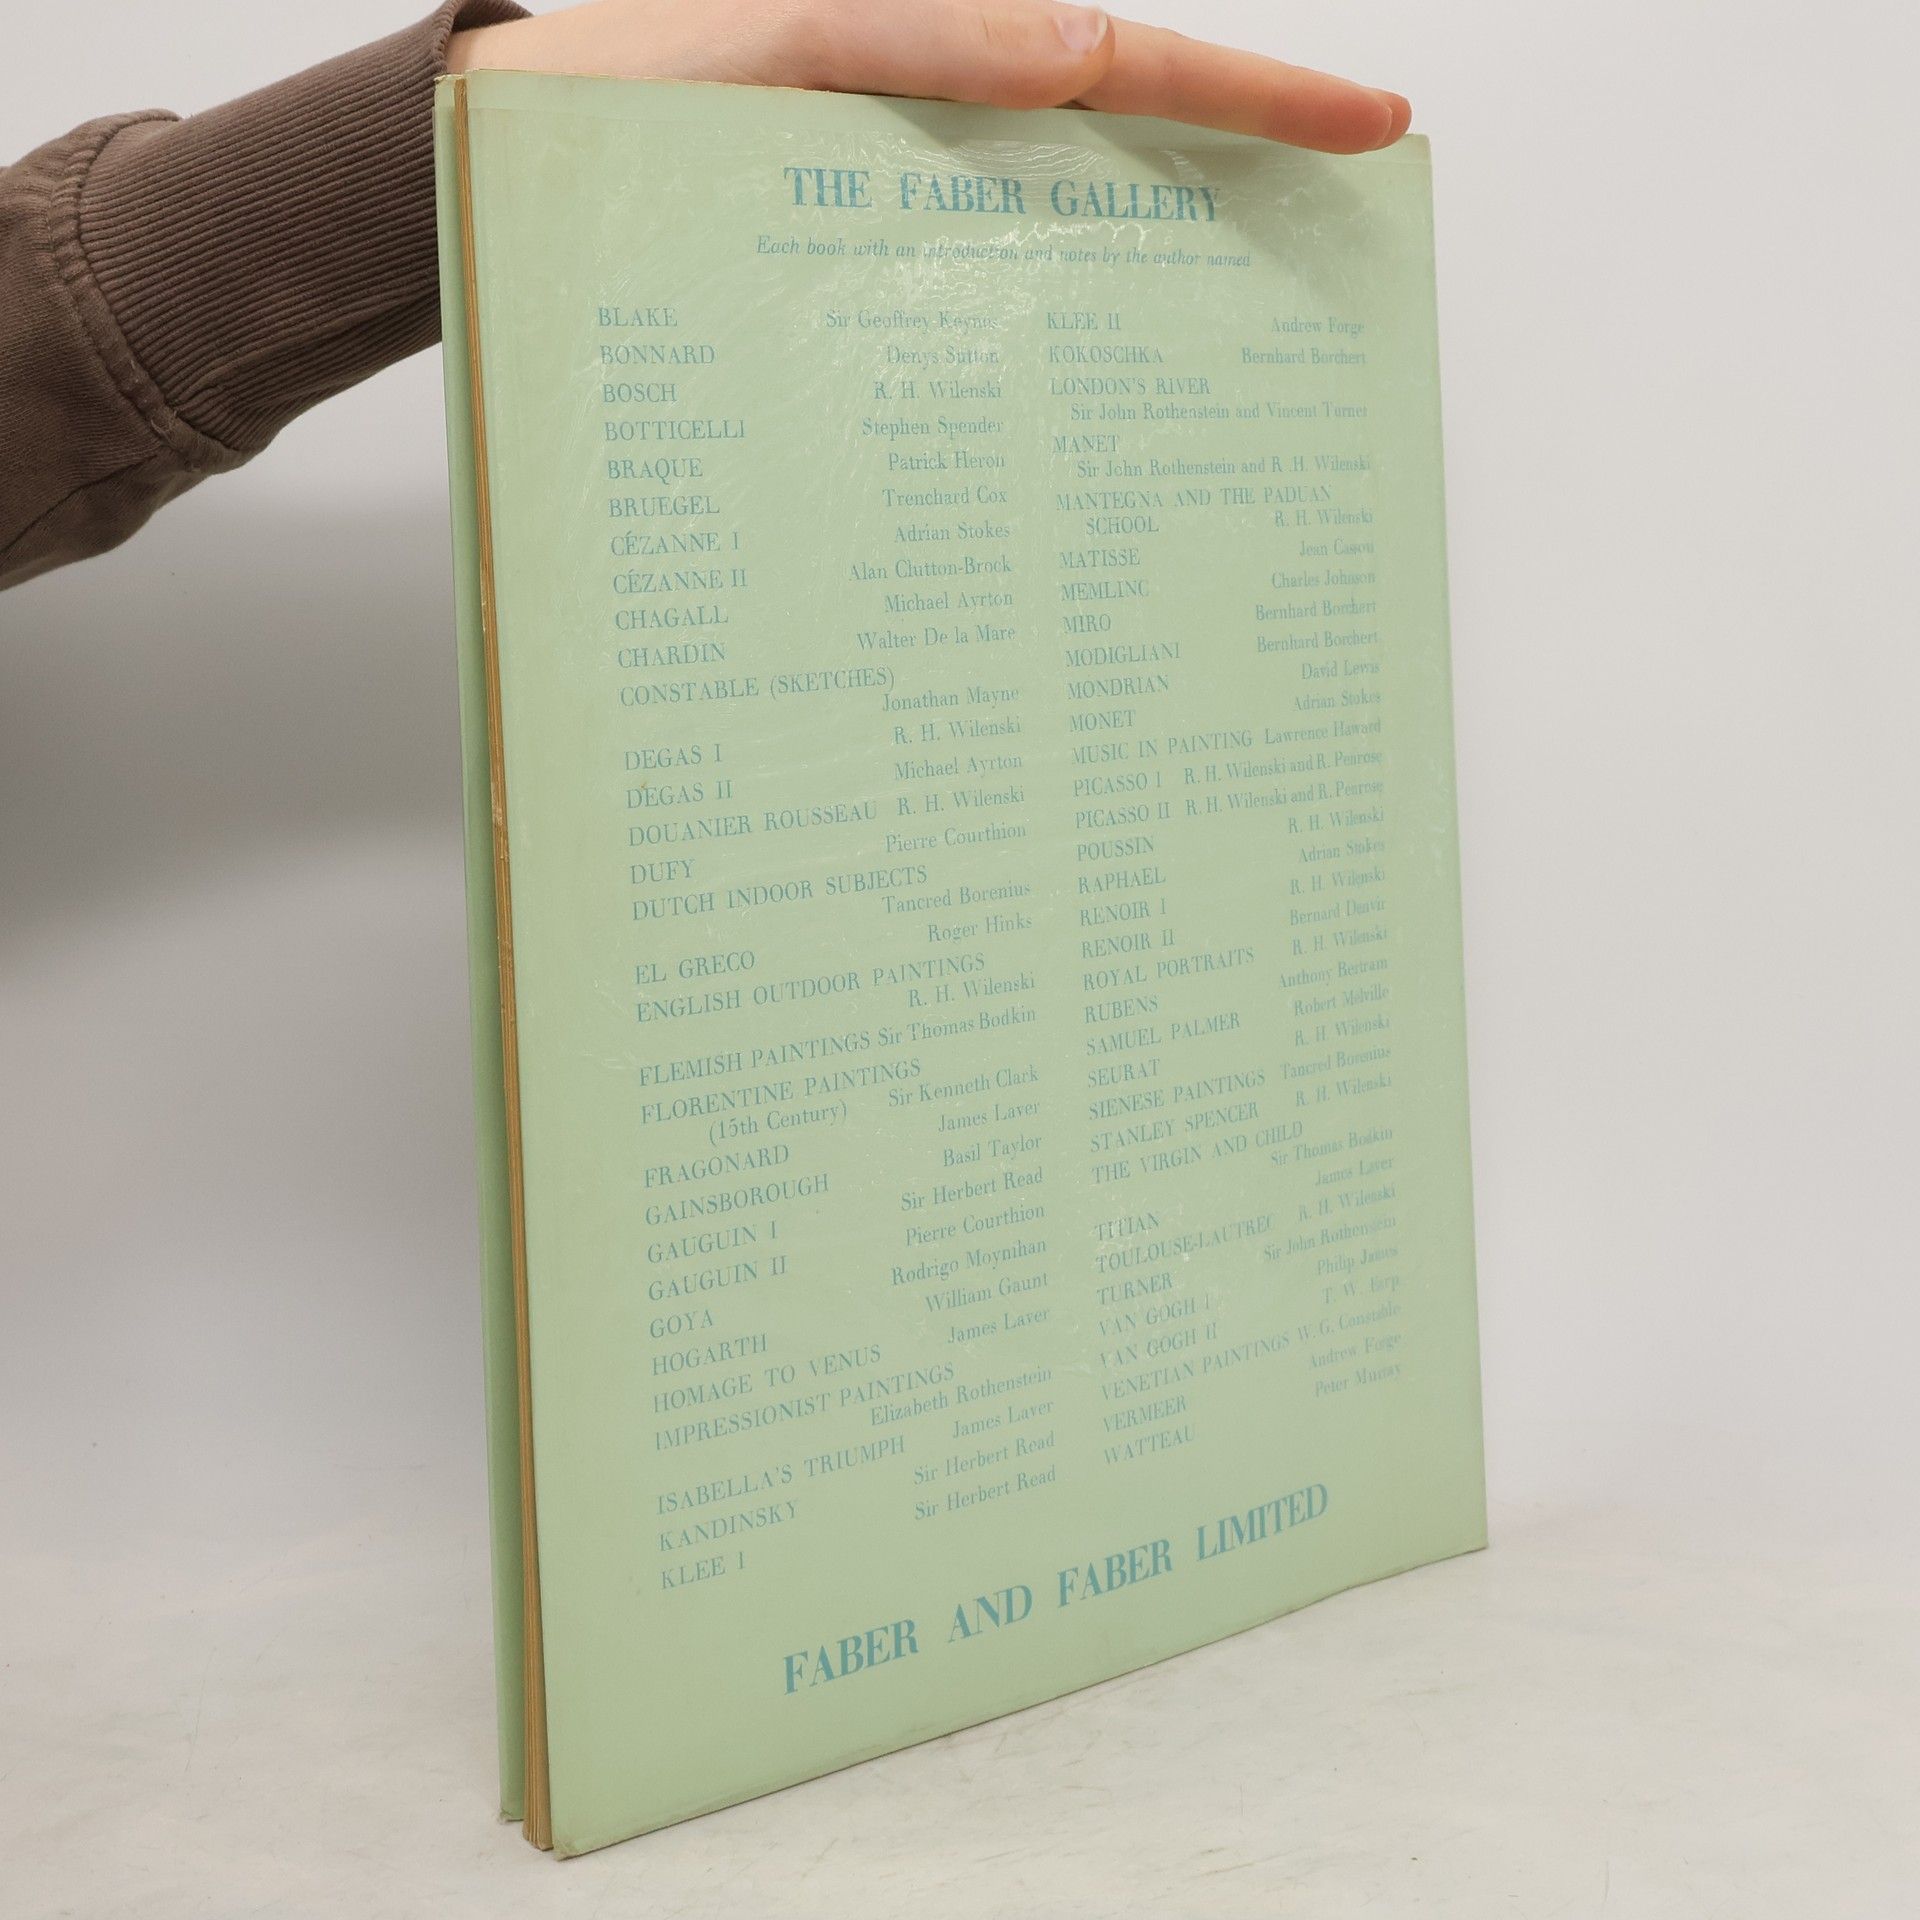 THE FABER GALLERY
Each book with an introduction and notes by the author named
BLAKE Sir Geoffrey Keynes
BONNARD Denys Sutton
BOSCH R. H. Wilenski
BOTTICELLI Stephen Spender
BRAQUE Patrick Heron
BRUEGEL Trenchard Cox
CÉZANNE I Adrian Stokes
CÉZANNE II Alan Clutton-Brock
CHAGALL Michael Ayrton
CHARDIN Walter De la Mare
CONSTABLE (SKETCHES)
Jonathan Mayne
DEGAS I R. H. Wilenski
DEGAS II Michael Ayrton
DOUANIER ROUSSEAU R. H. Wilenski
DUFY Pierre Courthion
DUTCH INDOOR SUBJECTS
Tancred Borenius
EL GRECO Roger Hinks
ENGLISH OUTDOOR PAINTINGS
R. H. Wilenski
FLEMISH PAINTINGS Sir Thomas Bodkin
FLORENTINE PAINTINGS
(15th Century) Sir Kenneth Clark
FRAGONARD James Laver
GAINSBOROUGH Basil Taylor
GAUGUIN I Sir Herbert Read
GAUGUIN II Pierre Courthion
GOYA Rodrigo Moynihan
HOGARTH William Gaunt
HOMAGE TO VENUS James Laver
IMPRESSIONIST PAINTINGS
Elizabeth Rothenstein
ISABELLA'S TRIUMPH James Laver
KANDINSKY Sir Herbert Read
KLEE I Sir Herbert Read
KLEE II Andrew Forge
KOKOSCHKA Bernhard Borchert
LONDON'S RIVER
Sir John Rothenstein and Vincent Turner
MANET
Sir John Rothenstein and R .H. Wilenski
MANTEGNA AND THE PADUAN
SCHOOL R. H. Wilenski
MATISSE Jean Cassou
MEMLINC Charles Johnson
MIRO Bernhard Borchert
MODIGLIANI Bernhard Borchert
MONDRIAN David Lewis
MONET Adrian Stokes
MUSIC IN PAINTING Lawrence Haward
PICASSO I R. H. Wilenski and R. Penrose
PICASSO II R. H. Wilenski and R. Penrose
POUSSIN R. H. Wilenski
RAPHAEL Adrian Stokes
RENOIR I R. H. Wilenski
RENOIR II Bernard Denvir
ROYAL PORTRAITS R. H. Wilenski
RUBENS Anthony Bertram
SAMUEL PALMER Robert Melville
SEURAT R. H. Wilenski
SIENESE PAINTINGS Tancred Borenius
STANLEY SPENCER R. H. Wilenski
THE VIRGIN AND CHILD
Sir Thomas Bodkin
TITIAN James Laver
TOULOUSE-LAUTREC R. H. Wilenski
TURNER Sir John Rothenstein
VAN GOGH I Philip James
VAN GOGH II T. W. Earp
VENETIAN PAINTINGS W. G. Constable
VERMEER Andrew Forge
WATTEAU Peter Murray
FABER AND FABER LIMITED